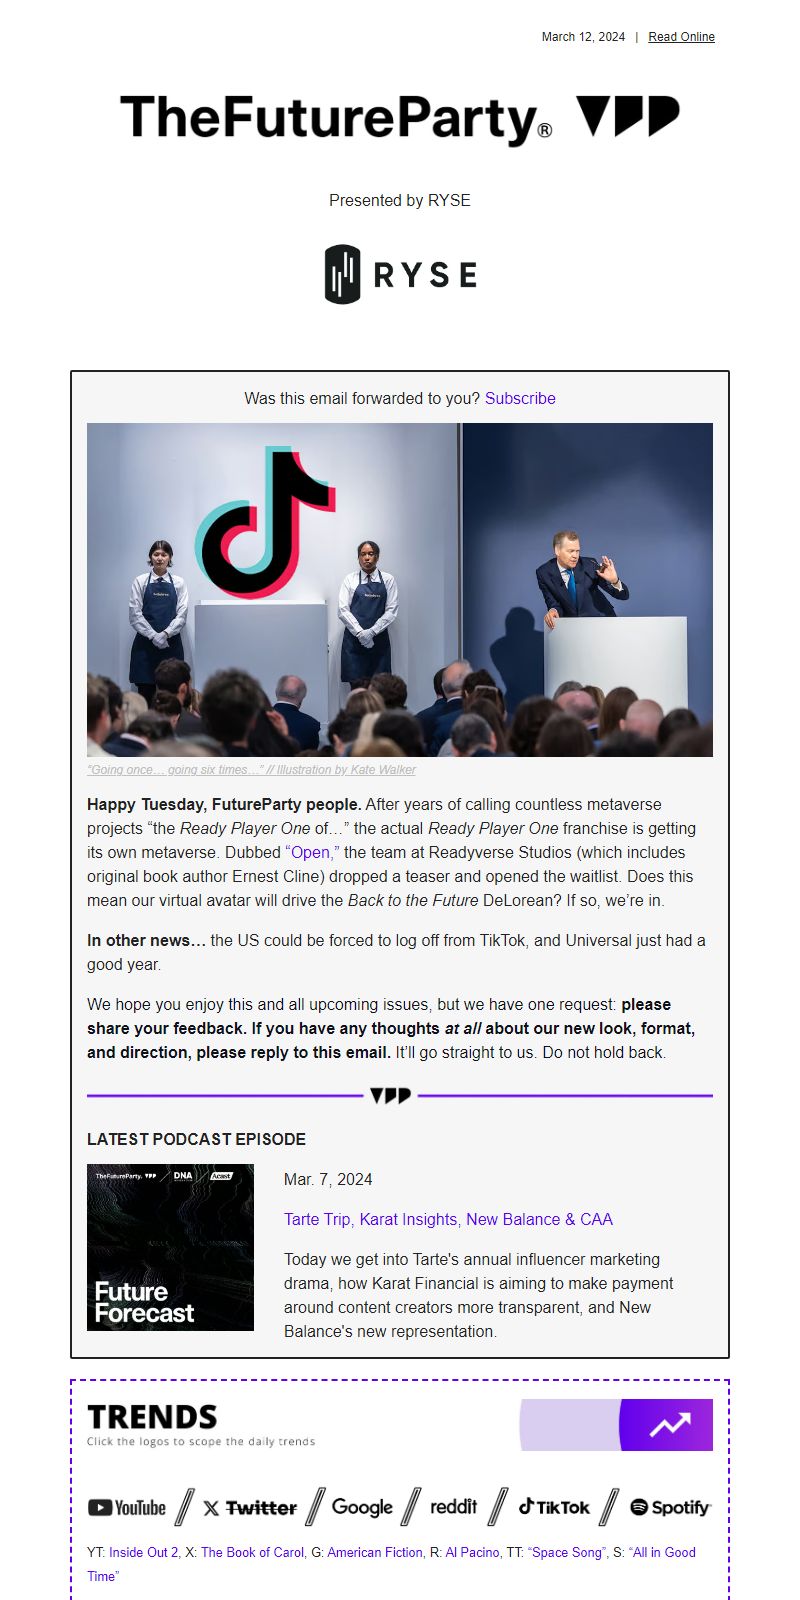 March 12, 2024 | Read Online
TheFutureParty®
Presented by RYSE
RYSE
Was this email forwarded to you? Subscribe
“Going once… going six times…” // Illustration by Kate Walker
Happy Tuesday, FutureParty people. After years of calling countless metaverse
projects “the Ready Player One of…” the actual Ready Player One franchise is getting
its own metaverse. Dubbed “Open,” the team at Readyverse Studios (which includes
original book author Ernest Cline) dropped a teaser and opened the waitlist. Does this
mean our virtual avatar will drive the Back to the Future DeLorean? If so, we’re in.
In other news… the US could be forced to log off from TikTok, and Universal just had a
good year.
We hope you enjoy this and all upcoming issues, but we have one request: please
share your feedback. If you have any thoughts at all about our new look, format,
and direction, please reply to this email. It’ll go straight to us. Do not hold back.
LATEST PODCAST EPISODE
TheFutureParty. DNA Acast
Future
Forecast
Mar. 7, 2024
Tarte Trip, Karat Insights, New Balance & CAA
Today we get into Tarte's annual influencer marketing
drama, how Karat Financial is aiming to make payment
around content creators more transparent, and New
Balance's new representation.
TRENDS
Click the logos to scope the daily trends
YouTube // X Twitter // Google // reddit // TikTok // Spotify
YT: Inside Out 2, X: The Book of Carol, G: American Fiction, R: Al Pacino, TT: “Space Song”, S: “All in Good
Time”